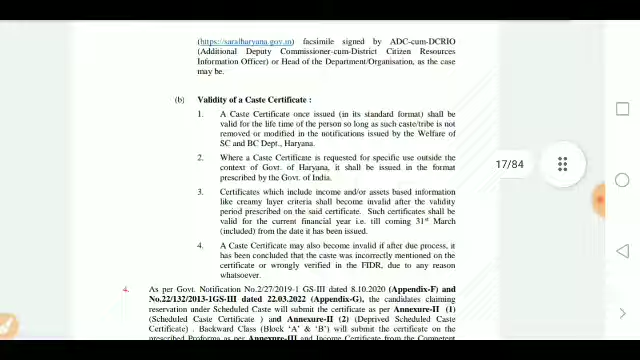 (https://saralharyana.gov.in) facsimile signed by ADC-cum-DCRIO
(Additional Deputy Commissioner-cum-District Citizen Resources
Information Officer) or Head of the Department/Organisation, as the case
may be.
(b) Validity of a Caste Certificate :
1. A Caste Certificate once issued (in its standard format) shall be
valid for the life time of the person so long as such caste/tribe is not
removed or modified in the notifications issued by the Welfare of
SC and BC Dept., Haryana.
2. Where a Caste Certificate is requested for specific use outside the
context of Govt. of Haryana, it shall be issued in the format
prescribed by the Govt. of India.
17/84
3. Certificates which include income and/or assets based information
like creamy layer criteria shall become invalid after the validity
period prescribed on the said certificate. Such certificates shall be
valid for the current financial year i.e. till coming 31st March
(included) from the date it has been issued.
4. A Caste Certificate may also become invalid if after due process, it
has been concluded that the caste was incorrectly mentioned on the
certificate or wrongly verified in the FIDR, due to any reason
whatsoever.
4. As per Govt. Notification No.2/27/2019-1 GS-III dated 8.10.2020 (Appendix-F) and
No.22/132/2013-1GS-III dated 22.03.2022 (Appendix-G), the candidates claiming
reservation under Scheduled Caste will submit the certificate as per Annexure-II (1)
(Scheduled Caste Certificate ) and Annexure-II (2) (Deprived Scheduled Caste
Certificate) . Backward Class (Block ‘A’ & ‘B’) will submit the certificate on
the prescribed Proforma as per Annexure-III and Income Certificate from the Competent